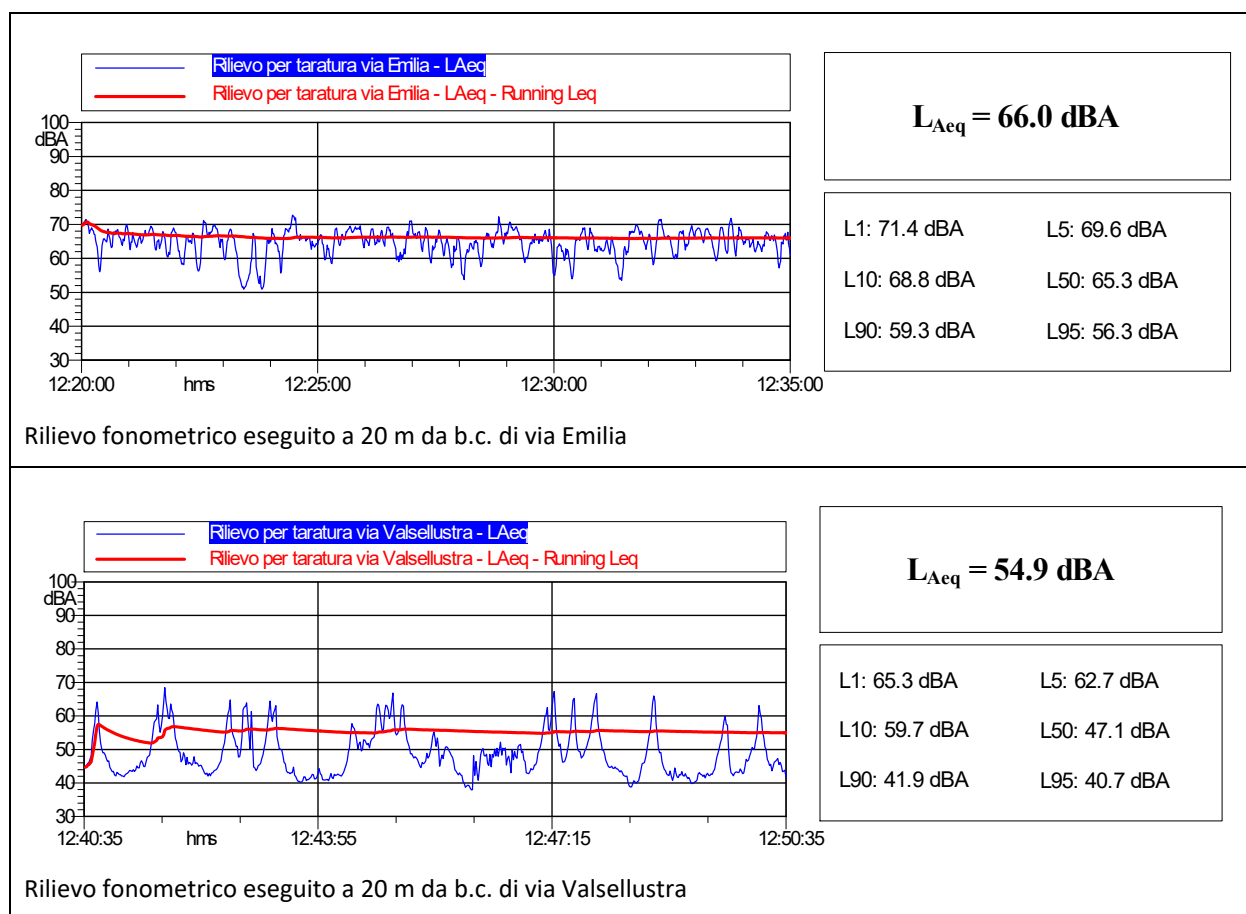 Rilievo per taratura via Emilia - LAeq
Rilievo per taratura via Emilia - LAeq - Running Leq
100
dBA
90
80
70
60
50
40
30
12:20:00 hms 12:25:00 12:30:00 12:35:00
LAeq = 66.0 dBA
L1: 71.4 dBA L5: 69.6 dBA
L10: 68.8 dBA L50: 65.3 dBA
L90: 59.3 dBA L95: 56.3 dBA
Rilievo fonometrico eseguito a 20 m da b.c. di via Emilia
Rilievo per taratura via Valsellustra - LAeq
Rilievo per taratura via Valsellustra - LAeq - Running Leq
100
dBA
90
80
70
60
50
40
30
12:40:35 hms 12:43:55 12:47:15 12:50:35
LAeq = 54.9 dBA
L1: 65.3 dBA L5: 62.7 dBA
L10: 59.7 dBA L50: 47.1 dBA
L90: 41.9 dBA L95: 40.7 dBA
Rilievo fonometrico eseguito a 20 m da b.c. di via Valsellustra